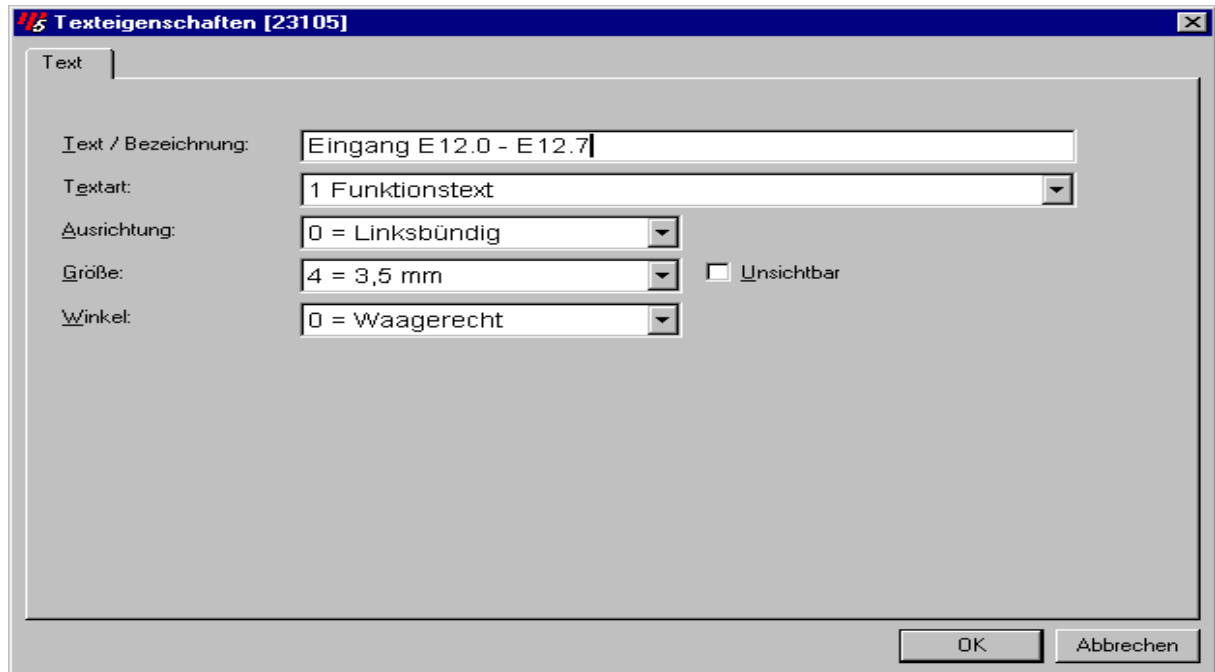 Texteigenschaften [23105]
Text
Text / Bezeichnung: Eingang E12.0 - E12.7
Textart: 1 Funktionstext
Ausrichtung: 0 = Linksbündig
Größe: 4 = 3,5 mm Unsichtbar
Winkel: 0 = Waagerecht
OK Abbrechen